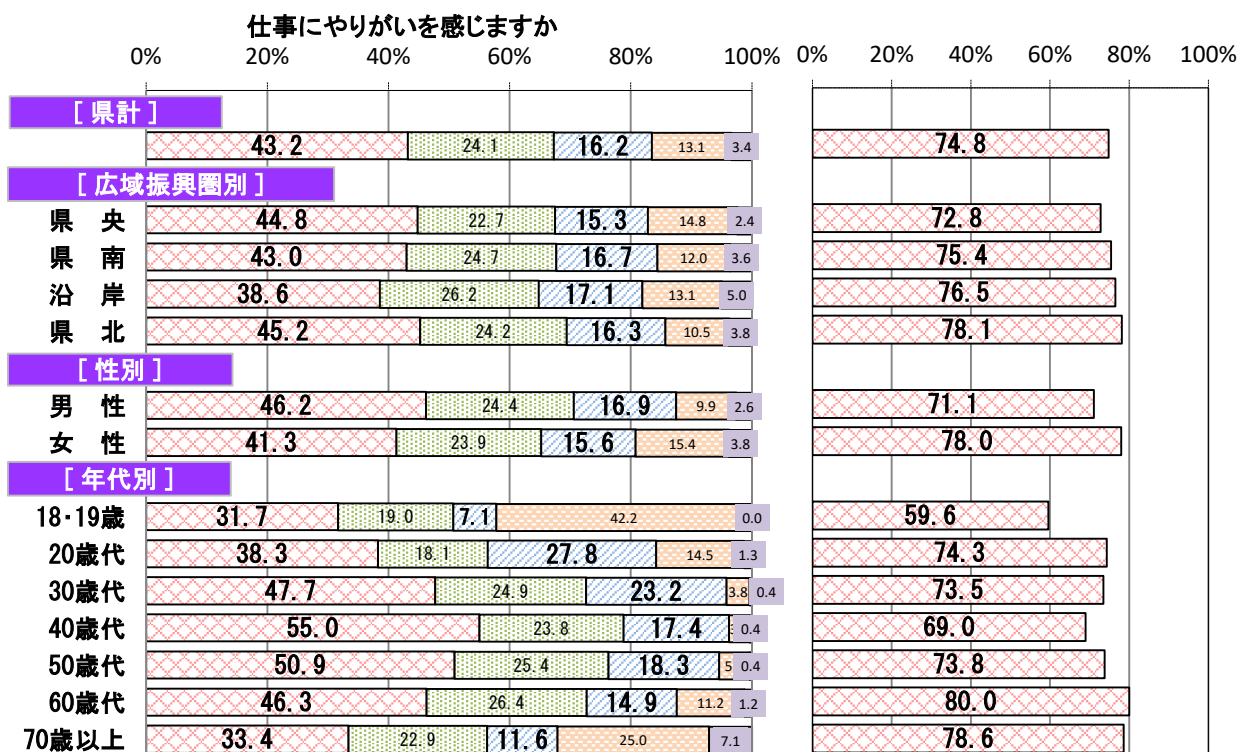 仕事にやりがいを感じますか
0% 20% 40% 60% 80% 100% 0% 20% 40% 60% 80% 100%
[ 県計 ]
43.2 24.1 16.2 13.1 3.4 74.8
[ 広域振興圏別 ]
県 央 44.8 22.7 15.3 14.8 2.4 72.8
県 南 43.0 24.7 16.7 12.0 3.6 75.4
沿 岸 38.6 26.2 17.1 13.1 5.0 76.5
県 北 45.2 24.2 16.3 10.5 3.8 78.1
[ 性別 ]
男 性 46.2 24.4 16.9 9.9 2.6 71.1
女 性 41.3 23.9 15.6 15.4 3.8 78.0
[ 年代別 ]
18・19歳 31.7 19.0 7.1 42.2 0.0 59.6
20歳代 38.3 18.1 27.8 14.5 1.3 74.3
30歳代 47.7 24.9 23.2 3.8 0.4 73.5
40歳代 55.0 23.8 17.4 0.4 69.0
50歳代 50.9 25.4 18.3 5 0.4 73.8
60歳代 46.3 26.4 14.9 11.2 1.2 80.0
70歳以上 33.4 22.9 11.6 25.0 7.1 78.6